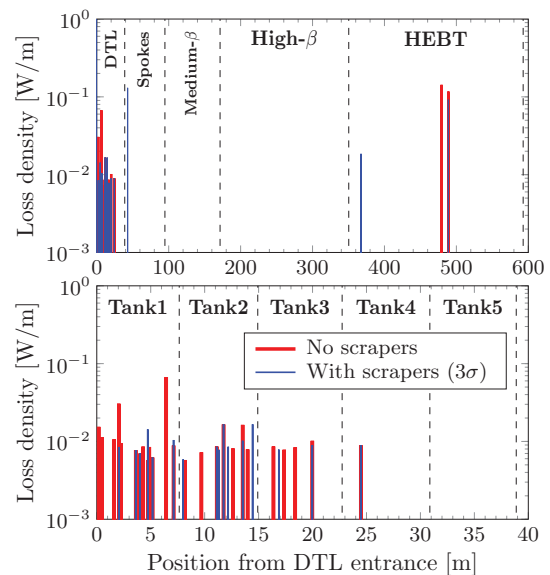 Loss density [W/m]
10^0
10^−1
10^−2
10^−3
DTL
Spokes
Medium-β
High-β
HEBT
0 100 200 300 400 500 600
Loss density [W/m]
10^0
10^−1
10^−2
10^−3
Tank1 Tank2 Tank3 Tank4 Tank5
No scrapers
With scrapers (3σ)
0 5 10 15 20 25 30 35 40
Position from DTL entrance [m]